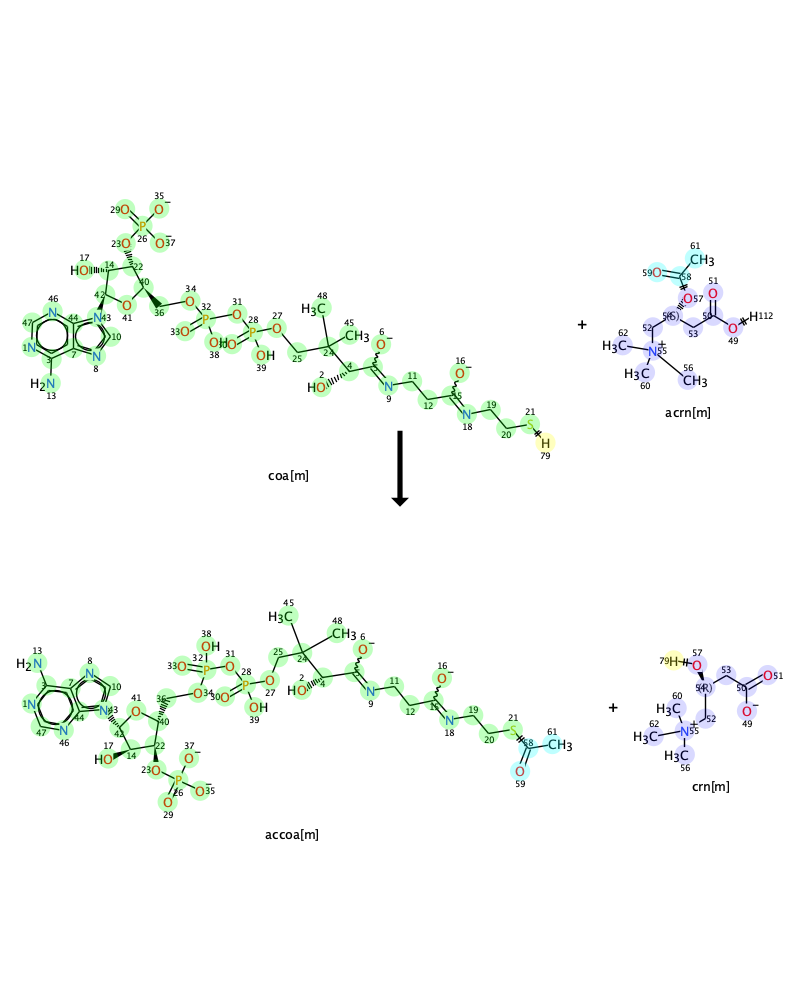 35
17
29 O O −
P
23 O 26 O − 37
17 HO 14 22
34
46 42 40 O 32 31 28 27 48
47 N 44 N 43 O 36 P O P O H₃C 45
1 N 3 7 N 10 41 33 O OH O OH 24 CH₃ 6 O −
8 38 39 25 2 HO 4 11 16 O −
H₂N N 15 19 21
13 9 12 N 20 S
18 H
79
coa[m]
+
61
59 O 58 CH₃ 51
O 57 O
5(S) 50 O H 112
62 52 53 49
H₃C N + 55
H₃C 56
60 CH₃
acrn[m]
45
38 H₃C 48
13 32 OH 31 25 CH₃ 6
H₂N 8 33 O P O 28 24 O − 16
3 7 N 10 O 34 30 O P O 27 2 HO 4 11 O −
1 N 44 N 43 41 O 36 OH N 15 19 21
47 N 42 40 39 9 12 N 20 S 58 CH₃ 61
46 17 HO 14 22 37 18 O
23 O P O − 59
26 O − 35
O
29
accoa[m]
+
57
79 H O 53 O 51
60 5(R) 50
H₃C 52 O −
62 H₃C N + 55 49
H₃C
56
crn[m]